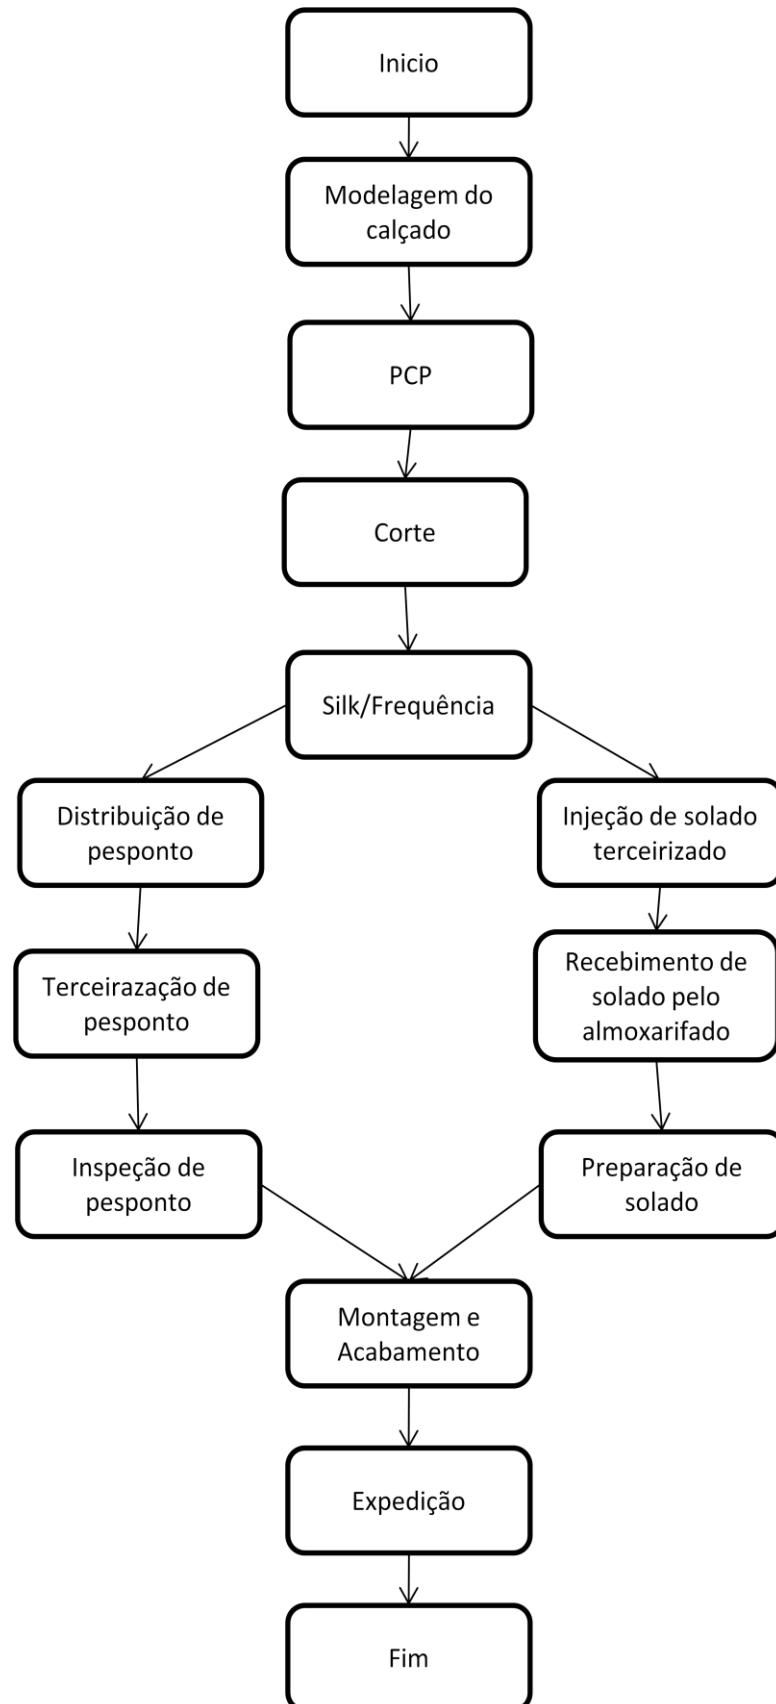 Inicio
Modelagem do
calçado
PCP
Corte
Silk/Frequência
Distribuição de
pesponto
Injeção de solado
terceirizado
Terceirazação de
pesponto
Recebimento de
solado pelo
almoxarifado
Inspeção de
pesponto
Preparação de
solado
Montagem e
Acabamento
Expedição
Fim